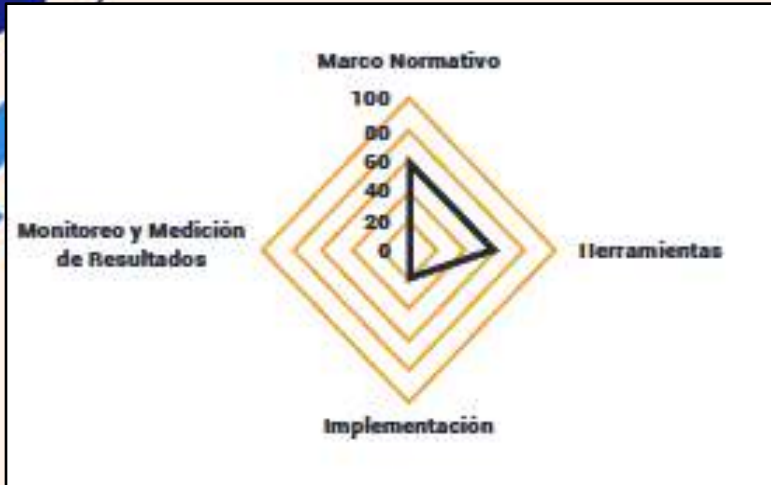 Marco Normativo
100
80
60
40
20
0
Monitoreo y Medición
de Resultados
Herramientas
Implementación